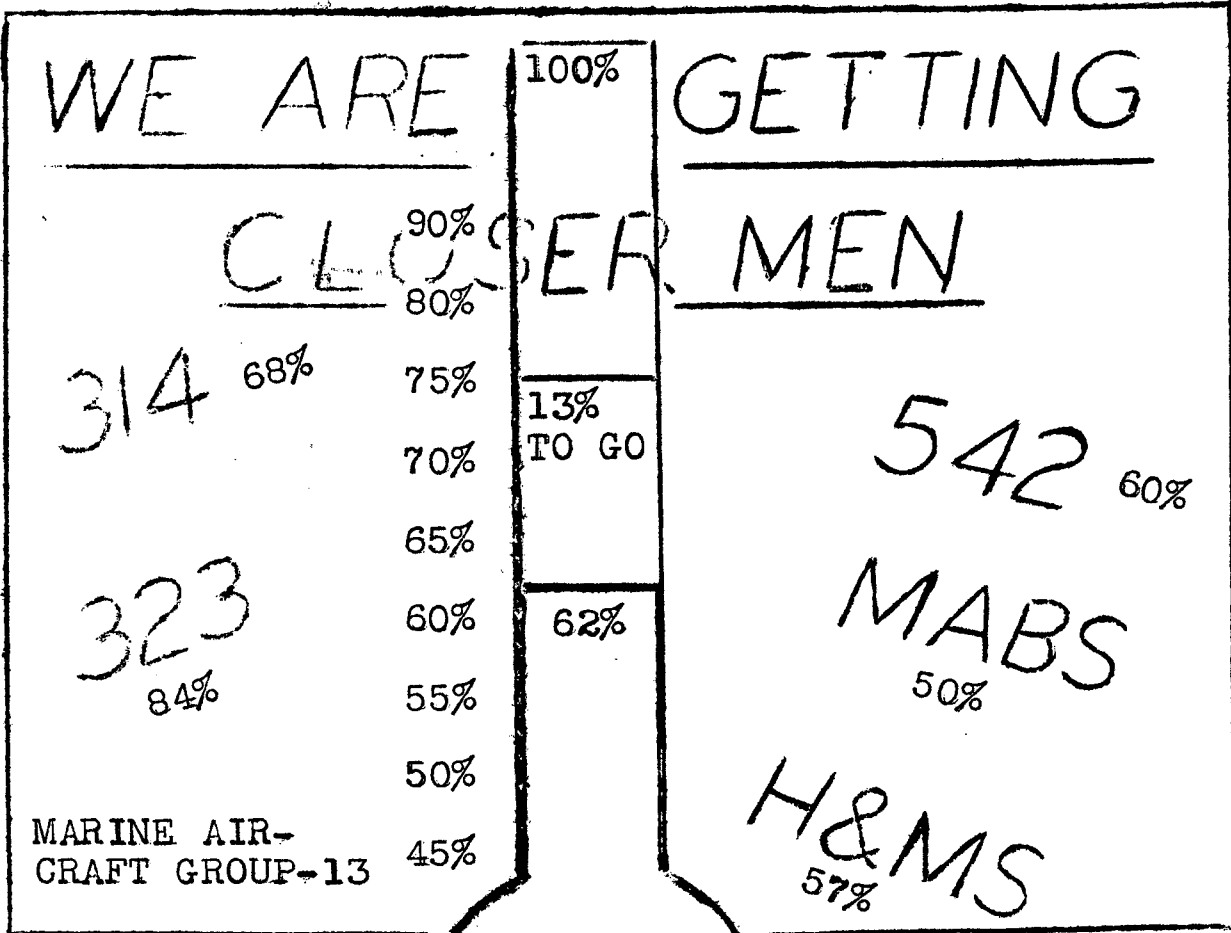 WE ARE GETTING
CLOSER MEN
100%
90%
80%
75%
70%
65%
60%
55%
50%
45%
13%
TO GO
62%
314 68%
323
84%
MARINE AIR-
CRAFT GROUP-13
542 60%
MABS
50%
H&MS
57%